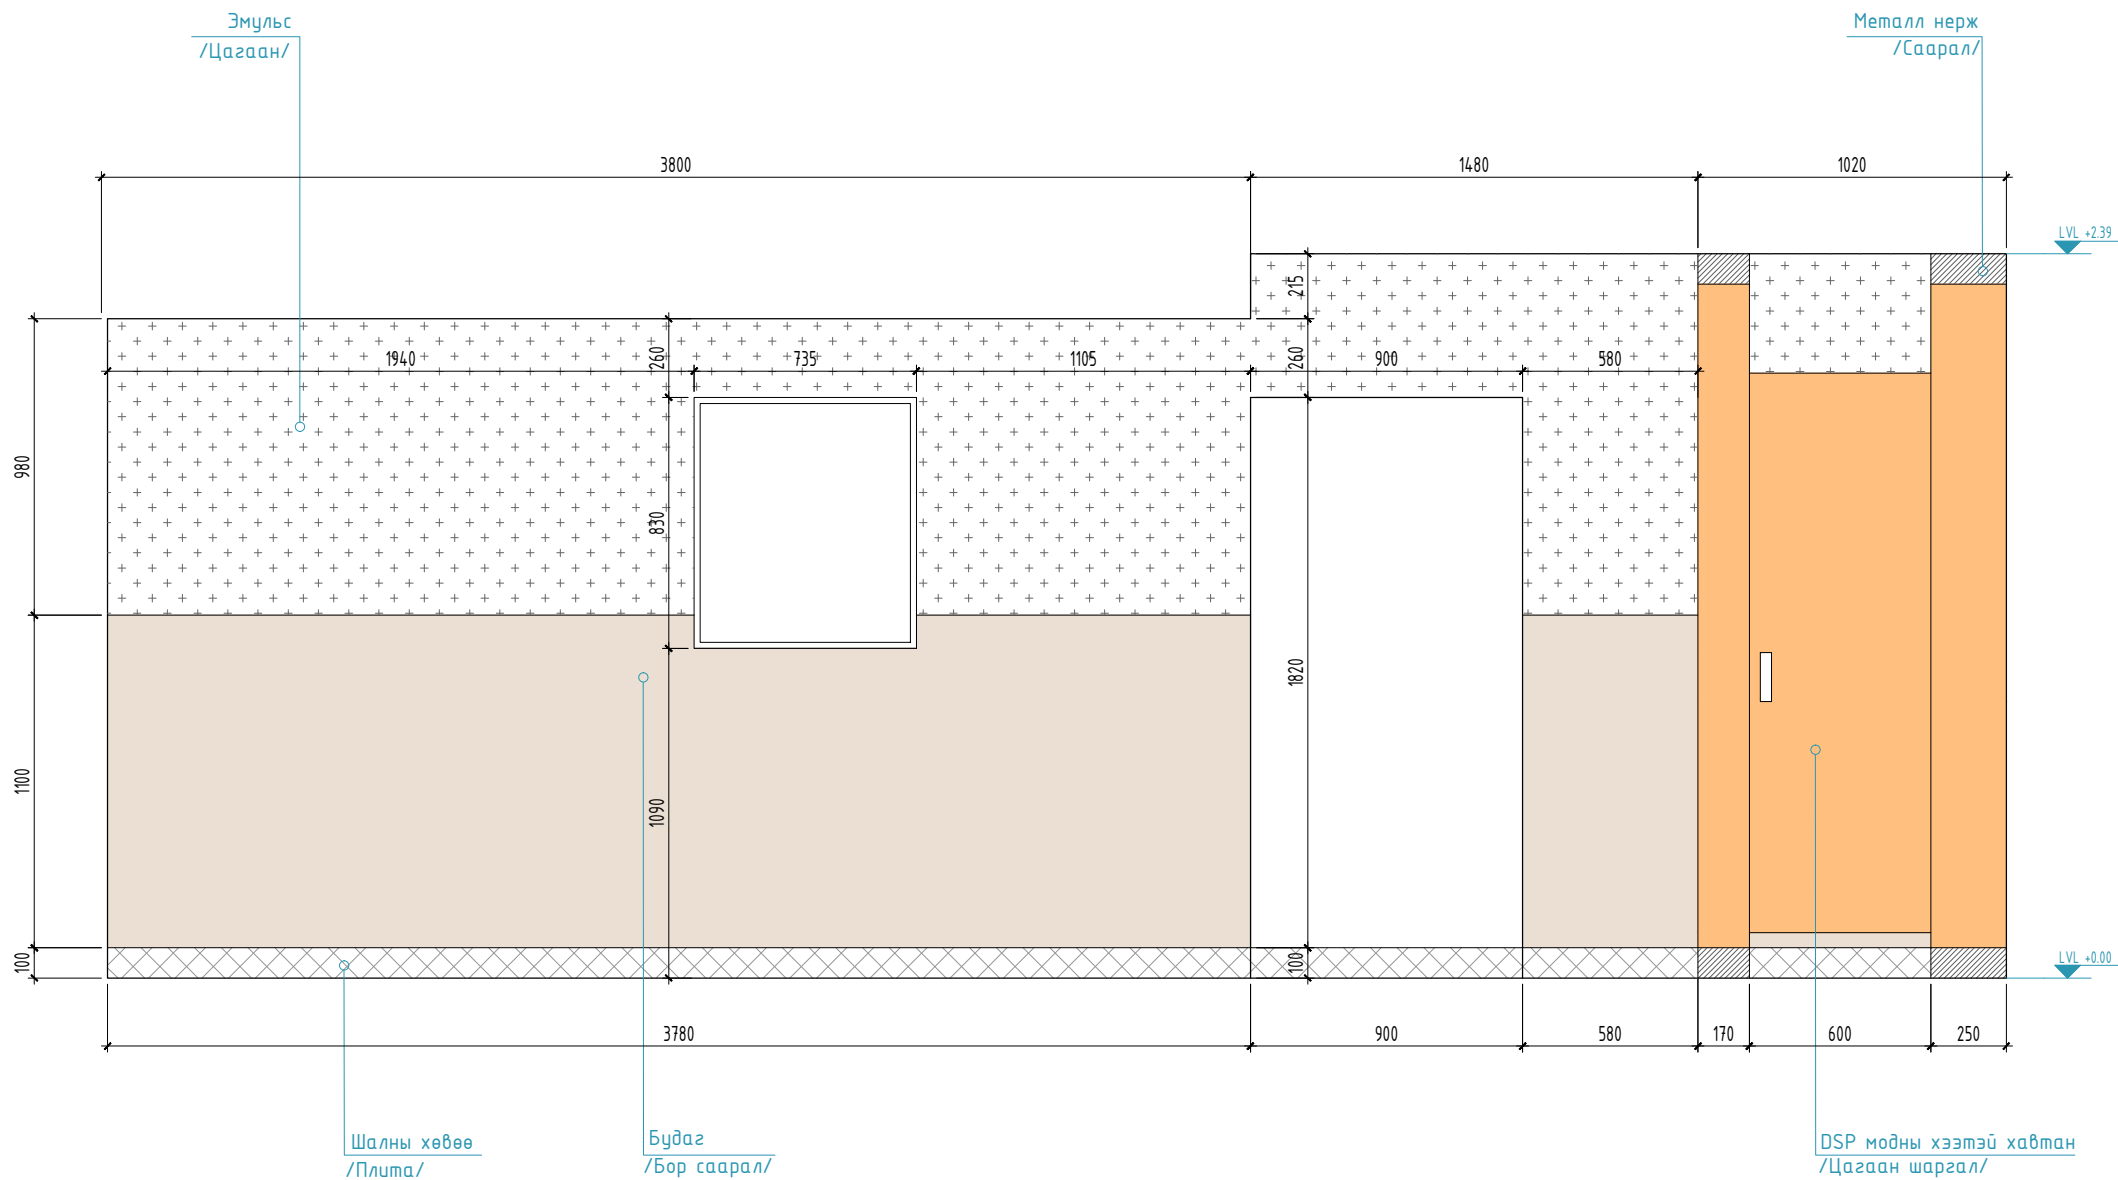 Эмульс
/Цагаан/
Металл нерж
/Саарал/
3800
1480
1020
LVL +2.39
215
260
260
1940
735
1105
900
580
980
830
1820
1100
1090
100
100
LVL +0.00
3780
900
580
170
600
250
Шалны хөвөө
/Плита/
Будаг
/Бор саарал/
DSP модны хээтэй хавтан
/Цагаан шаргал/